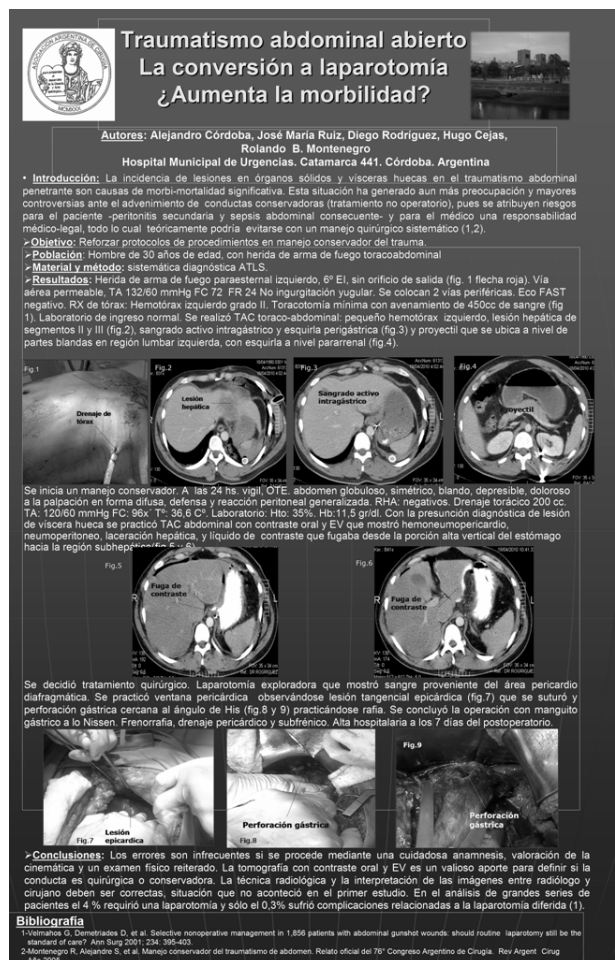 Traumatismo abdominal abierto
La conversión a laparotomía
¿Aumenta la morbilidad?
ASOCIACION ARGENTINA DE CIRUGIA
MCMXXX
Autores: Alejandro Córdoba, José María Ruiz, Diego Rodríguez, Hugo Cejas,
Rolando B. Montenegro
Hospital Municipal de Urgencias. Catamarca 441. Córdoba. Argentina
• Introducción: La incidencia de lesiones en órganos sólidos y vísceras huecas en el traumatismo abdominal
penetrante son causas de morbi-mortalidad significativa. Esta situación ha generado aun más preocupación y mayores
controversias ante el advenimiento de conductas conservadoras (tratamiento no operatorio), pues se atribuyen riesgos
para el paciente -peritonitis secundaria y sepsis abdominal consecuente- y para el médico una responsabilidad
médico-legal, todo lo cual teóricamente podría evitarse con un manejo quirúrgico sistemático (1,2).
➢Objetivo: Reforzar protocolos de procedimientos en manejo conservador del trauma.
➢Población: Hombre de 30 años de edad, con herida de arma de fuego toracoabdominal
➢Material y método: sistemática diagnóstica ATLS.
➢Resultados: Herida de arma de fuego paraesternal izquierdo, 6º EI, sin orificio de salida (fig. 1 flecha roja). Vía
aérea permeable, TA 132/60 mmHg FC 72 FR 24 No ingurgitación yugular. Se colocan 2 vías periféricas. Eco FAST
negativo. RX de tórax: Hemotórax izquierdo grado II. Toracotomía mínima con avenamiento de 450cc de sangre (fig
1). Laboratorio de ingreso normal. Se realizó TAC toraco-abdominal: pequeño hemotórax izquierdo, lesión hepática de
segmentos II y III (fig.2), sangrado activo intragástrico y esquirla perigástrica (fig.3) y proyectil que se ubica a nivel de
partes blandas en región lumbar izquierda, con esquirla a nivel pararrenal (fig.4).
Fig.1
Drenaje de
tórax
Fig.2
Lesión
hepática
Fig.3
Sangrado activo
intragástrico
Fig.4
Proyectil
Se inicia un manejo conservador. A las 24 hs. vigil, OTE. abdomen globuloso, simétrico, blando, depresible, doloroso
a la palpación en forma difusa, defensa y reacción peritoneal generalizada. RHA: negativos. Drenaje torácico 200 cc.
TA: 120/60 mmHg FC: 96x´ Tº: 36,6 Cº. Laboratorio: Hto: 35%. Hb:11,5 gr/dl. Con la presunción diagnóstica de lesión
de víscera hueca se practicó TAC abdominal con contraste oral y EV que mostró hemoneumopericardio,
neumoperitoneo, laceración hepática, y líquido de contraste que fugaba desde la porción alta vertical del estómago
hacia la región subhepática(fig.5 y 6)
Fig.5
Fuga de
contraste
Fig.6
Fuga de
contraste
Se decidió tratamiento quirúrgico. Laparotomía exploradora que mostró sangre proveniente del área pericardio
diafragmática. Se practicó ventana pericárdica observándose lesión tangencial epicárdica (fig.7) que se suturó y
perforación gástrica cercana al ángulo de His (fig.8 y 9) practicándose rafia. Se concluyó la operación con manguito
gástrico a lo Nissen. Frenorrafia, drenaje pericárdico y subfrénico. Alta hospitalaria a los 7 días del postoperatorio.
Fig.7
Lesión
epicardica
Fig.8
Perforación gástrica
Fig.9
Perforación
gástrica
➢Conclusiones: Los errores son infrecuentes si se procede mediante una cuidadosa anamnesis, valoración de la
cinemática y un examen físico reiterado. La tomografía con contraste oral y EV es un valioso aporte para definir si la
conducta es quirúrgica o conservadora. La técnica radiológica y la interpretación de las imágenes entre radiólogo y
cirujano deben ser correctas, situación que no aconteció en el primer estudio. En el análisis de grandes series de
pacientes el 4 % requirió una laparotomía y sólo el 0,3% sufrió complicaciones relacionadas a la laparotomía diferida (1).
Bibliografía
1-Velmahos G, Demetriades D, et al. Selective nonoperative management in 1,856 patients with abdominal gunshot wounds: should routine laparotomy still be the
standard of care? Ann Surg 2001; 234: 395-403.
2-Montenegro R, Alejandre S, et al, Manejo conservador del traumatismo de abdomen. Relato oficial del 76° Congreso Argentino de Cirugía. Rev Argent Cirug